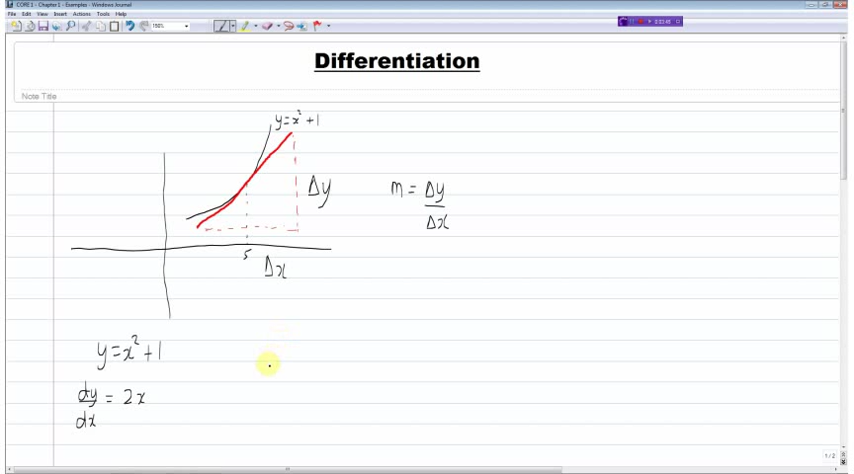 CORE 1 - Chapter 1 - Examples - Windows Journal
File Edit View Insert Actions Tools Help
150%
Differentiation
Note Title
y=x²+1
Δy
m = Δy
Δx
5
Δx
y=x²+1
dy = 2x
dx
1 / 2